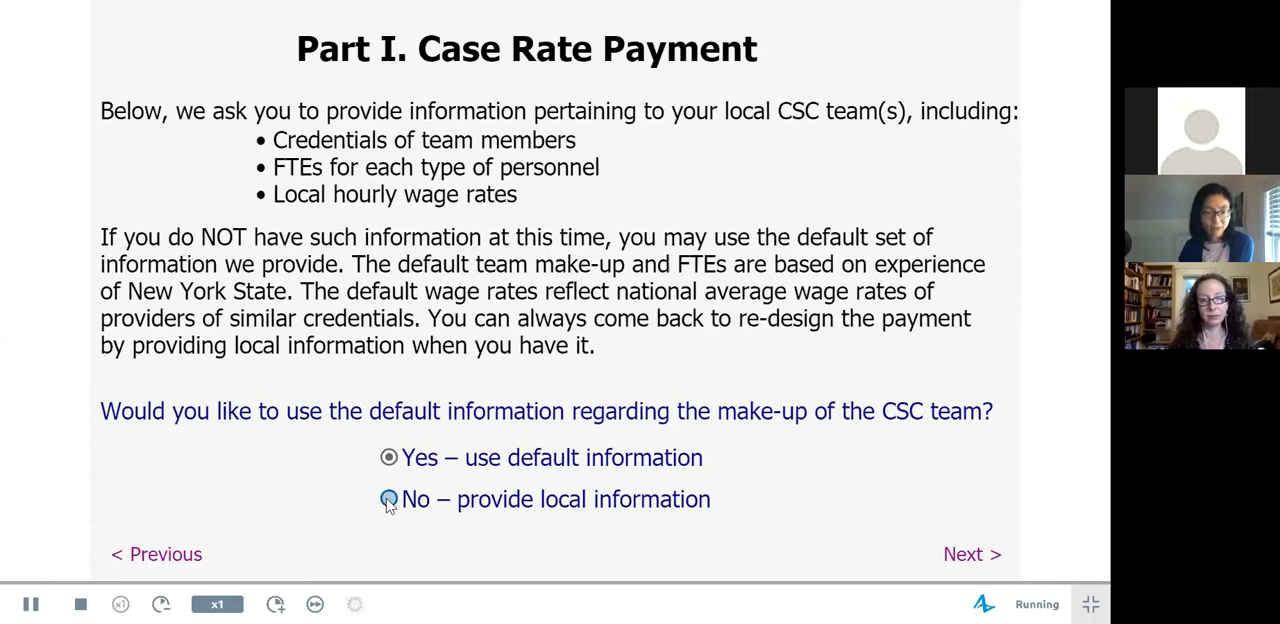 Part I. Case Rate Payment
Below, we ask you to provide information pertaining to your local CSC team(s), including:
• Credentials of team members
• FTEs for each type of personnel
• Local hourly wage rates
If you do NOT have such information at this time, you may use the default set of
information we provide. The default team make-up and FTEs are based on experience
of New York State. The default wage rates reflect national average wage rates of
providers of similar credentials. You can always come back to re-design the payment
by providing local information when you have it.
Would you like to use the default information regarding the make-up of the CSC team?
Yes – use default information
No – provide local information
< Previous
Next >
x1
x1
Running